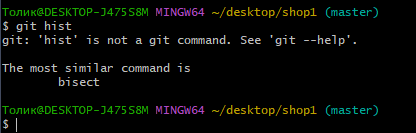 Толик@DESKTOP-J475S8M MINGW64 ~/desktop/shop1 (master)
$ git hist
git: 'hist' is not a git command. See 'git --help'.
The most similar command is
bisect
Толик@DESKTOP-J475S8M MINGW64 ~/desktop/shop1 (master)
$